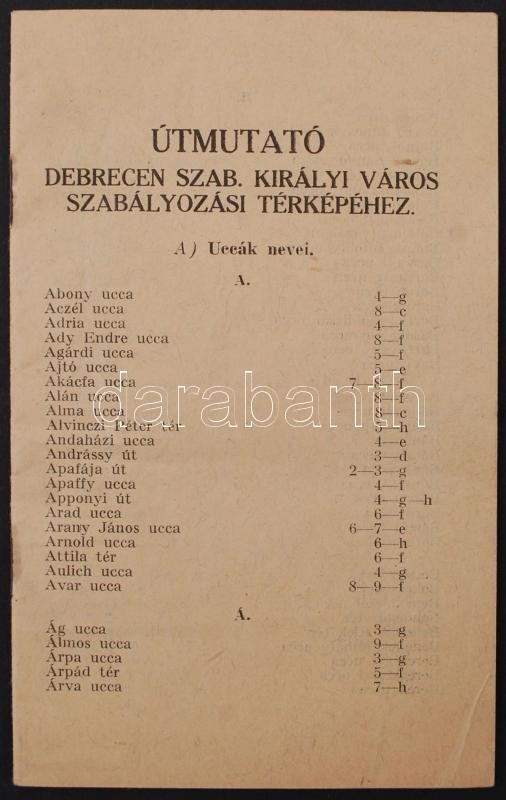 ÚTMUTATÓ
DEBRECEN SZAB. KIRÁLYI VÁROS
SZABÁLYOZÁSI TÉRKÉPÉHEZ.
A) Uccák nevei.
A.
Abony ucca 4—g
Aczél ucca 8—c
Adria ucca 4—f
Ady Endre ucca 8—f
Agárdi ucca 5—f
Ajtó ucca 5—e
Akácfa ucca 7—8—f
Alán ucca 8—f
Alma ucca 8—c
Alvinczi Péter tér 5—h
Andaházi ucca 4—e
Andrássy út 3—d
Apafája út 2—3—g
Apaffy ucca 4—f
Apponyi út 4—g—h
Arad ucca 6—f
Arany János ucca 6—7—e
Arnold ucca 6—h
Attila tér 6—f
Aulich ucca 4—g
Avar ucca 8—9—f
Á.
Ág ucca 3—g
Álmos ucca 9—f
Árpa ucca 3—g
Árpád tér 5—f
Árva ucca 7—h
darabanth